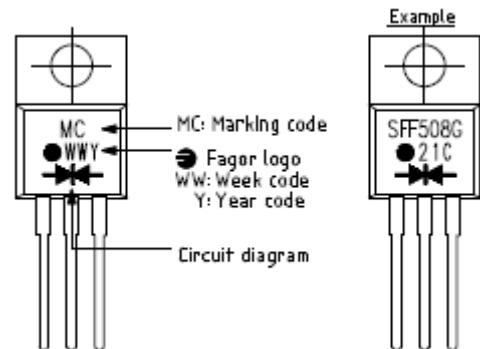 Example
MC
WWY
MC: Marking code
Fagor logo
WW: Week code
Y: Year code
Circuit diagram
SFF508G
21C